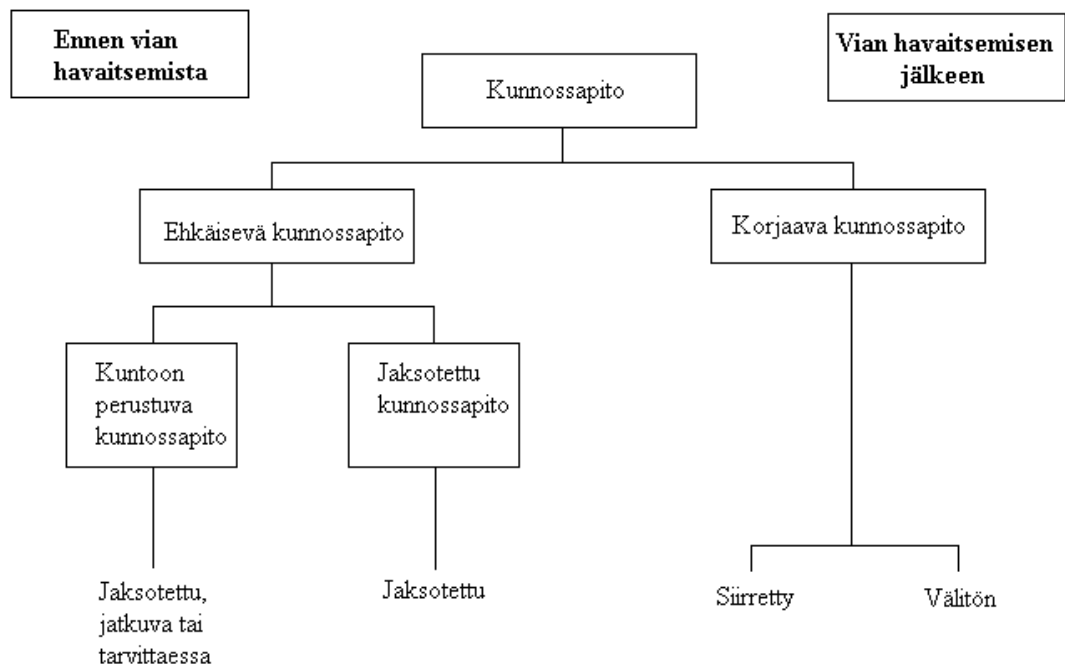 Ennen vian
havaitsemista
Vian havaitsemisen
jälkeen
Kunnossapito
Ehkäisevä kunnossapito
Korjaava kunnossapito
Kuntoon
perustuva
kunnossapito
Jaksotettu
kunnossapito
Jaksotettu,
jatkuva tai
tarvittaessa
Jaksotettu
Siirretty
Välitön